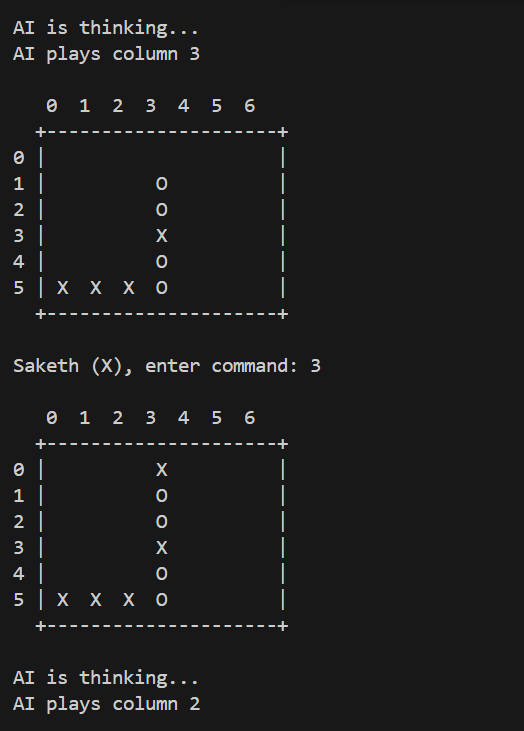 AI is thinking...
AI plays column 3
    0  1  2  3  4  5  6
  +---------------------+
0 |                     |
1 |          O          |
2 |          O          |
3 |          X          |
4 |          O          |
5 | X  X  X  O          |
  +---------------------+
Saketh (X), enter command: 3
    0  1  2  3  4  5  6
  +---------------------+
0 |          X          |
1 |          O          |
2 |          O          |
3 |          X          |
4 |          O          |
5 | X  X  X  O          |
  +---------------------+
AI is thinking...
AI plays column 2